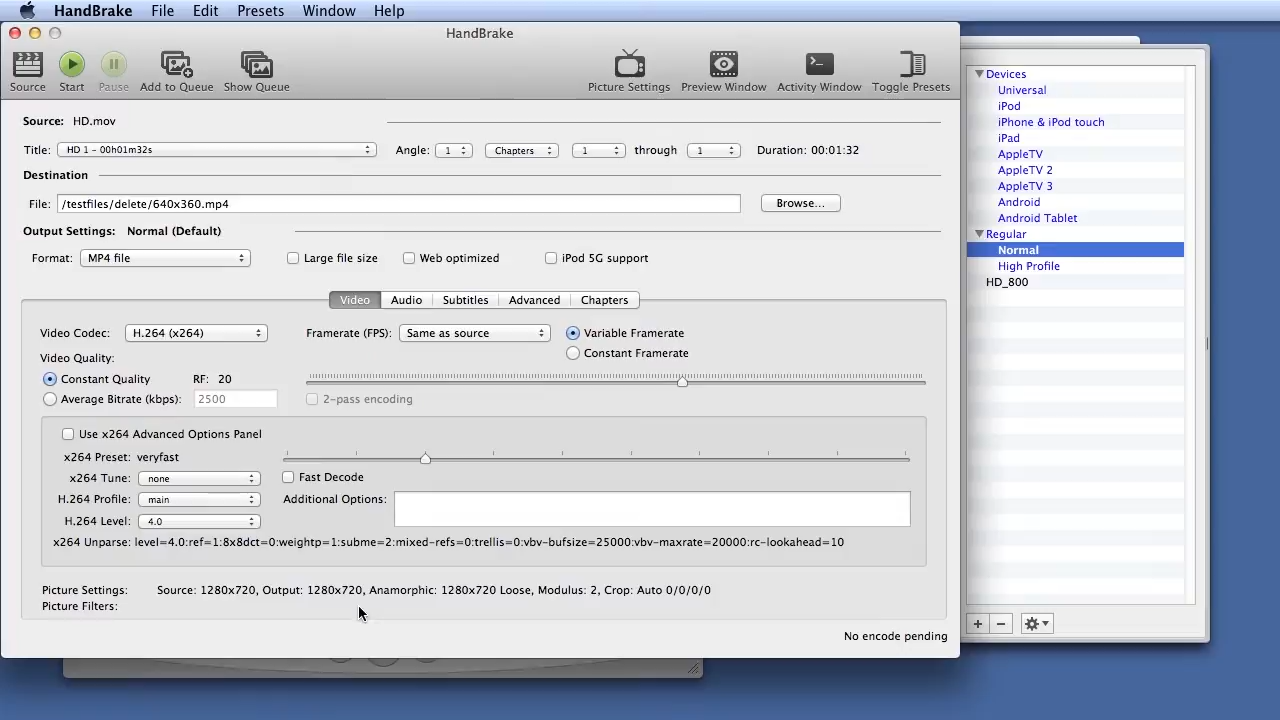 HandBrake File Edit Presets Window Help
HandBrake
Source Start Pause Add to Queue Show Queue Picture Settings Preview Window Activity Window Toggle Presets
Source: HD.mov
Title: HD 1 - 00h01m32s Angle: 1 Chapters 1 through 1 Duration: 00:01:32
Destination
File: /testfiles/delete/640x360.mp4 Browse...
Output Settings: Normal (Default)
Format: MP4 file Large file size Web optimized iPod 5G support
Video Audio Subtitles Advanced Chapters
Video Codec: H.264 (x264) Framerate (FPS): Same as source Variable Framerate
Constant Framerate
Video Quality:
Constant Quality RF: 20
Average Bitrate (kbps): 2500 2-pass encoding
Use x264 Advanced Options Panel
x264 Preset: veryfast
x264 Tune: none Fast Decode
H.264 Profile: main Additional Options:
H.264 Level: 4.0
x264 Unparse: level=4.0:ref=1:8x8dct=0:weightp=1:subme=2:mixed-refs=0:trellis=0:vbv-bufsize=25000:vbv-maxrate=20000:rc-lookahead=10
Picture Settings: Source: 1280x720, Output: 1280x720, Anamorphic: 1280x720 Loose, Modulus: 2, Crop: Auto 0/0/0/0
Picture Filters:
No encode pending
Devices
Universal
iPod
iPhone & iPod touch
iPad
AppleTV
AppleTV 2
AppleTV 3
Android
Android Tablet
Regular
Normal
High Profile
HD_800